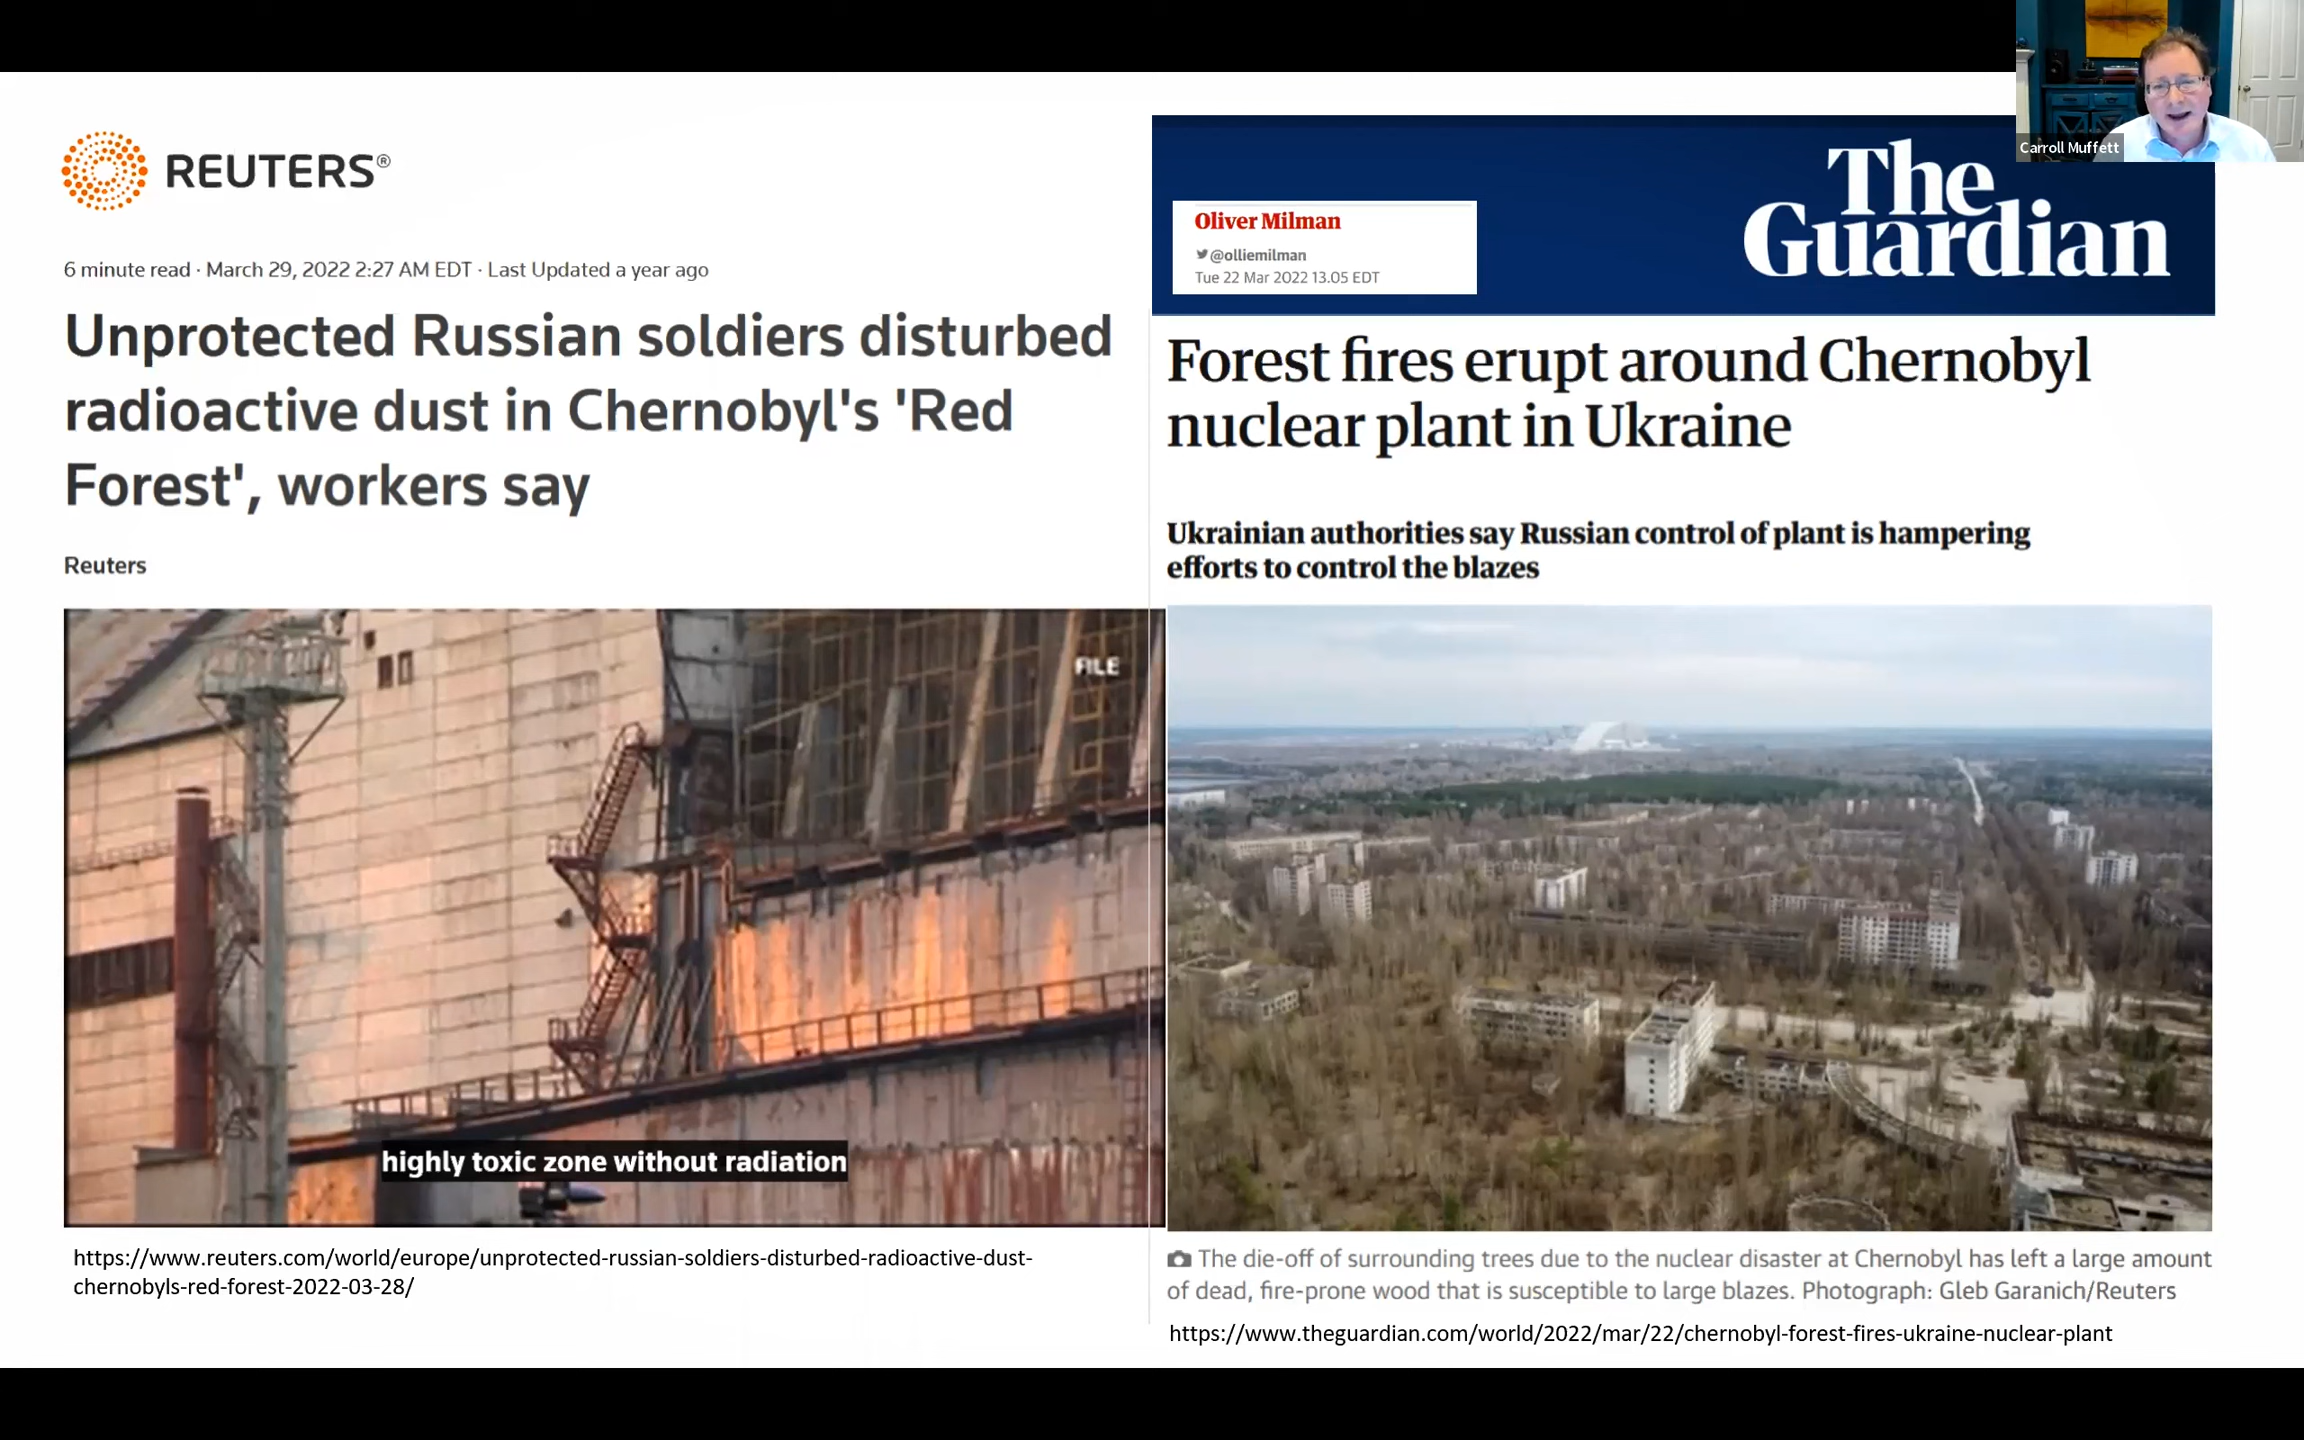 REUTERS®
6 minute read · March 29, 2022 2:27 AM EDT · Last Updated a year ago
Unprotected Russian soldiers disturbed
radioactive dust in Chernobyl's 'Red
Forest', workers say
Reuters
FILE
highly toxic zone without radiation
https://www.reuters.com/world/europe/unprotected-russian-soldiers-disturbed-radioactive-dust-
chernobyls-red-forest-2022-03-28/
Carroll Muffett
The
Guardian
Oliver Milman
@olliemilman
Tue 22 Mar 2022 13.05 EDT
Forest fires erupt around Chernobyl
nuclear plant in Ukraine
Ukrainian authorities say Russian control of plant is hampering
efforts to control the blazes
The die-off of surrounding trees due to the nuclear disaster at Chernobyl has left a large amount
of dead, fire-prone wood that is susceptible to large blazes. Photograph: Gleb Garanich/Reuters
https://www.theguardian.com/world/2022/mar/22/chernobyl-forest-fires-ukraine-nuclear-plant